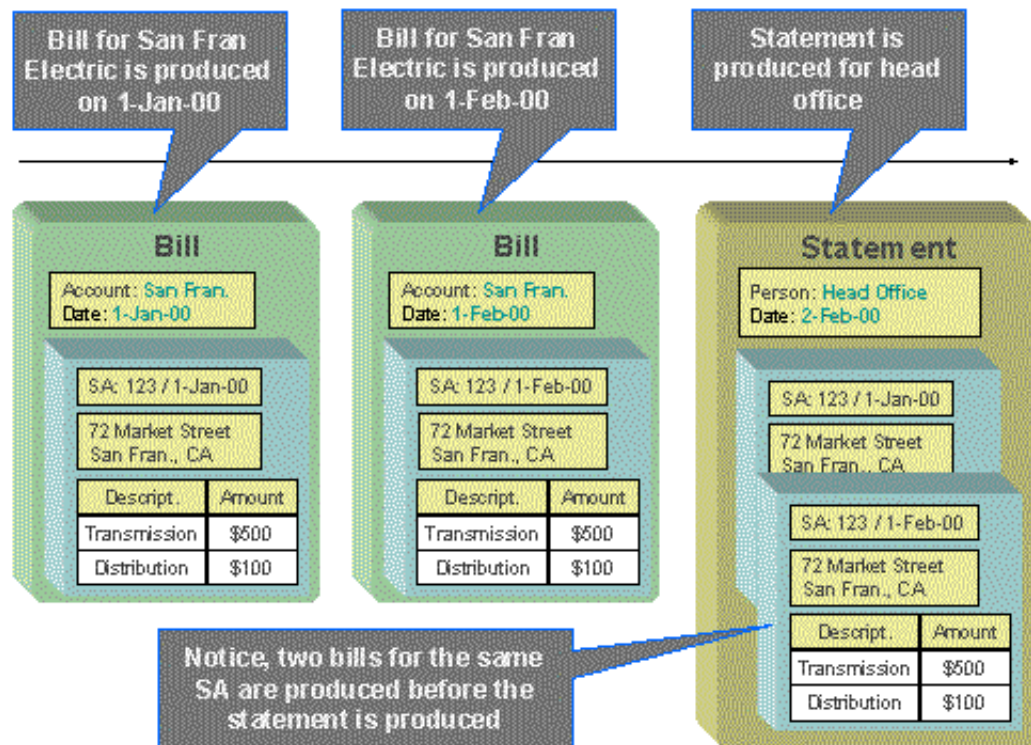 Bill for San Fran
Electric is produced
on 1-Jan-00
Bill for San Fran
Electric is produced
on 1-Feb-00
Statement is
produced for head
office
Bill
Account: San Fran.
Date: 1-Jan-00
SA: 123 / 1-Jan-00
72 Market Street
San Fran., CA
Descript. Amount
Transmission $500
Distribution $100
Bill
Account: San Fran.
Date: 1-Feb-00
SA: 123 / 1-Feb-00
72 Market Street
San Fran., CA
Descript. Amount
Transmission $500
Distribution $100
Statement
Person: Head Office
Date: 2-Feb-00
SA: 123 / 1-Jan-00
72 Market Street
San Fran., CA
SA: 123 / 1-Feb-00
72 Market Street
San Fran., CA
Descript. Amount
Transmission $500
Distribution $100
Notice, two bills for the same
SA are produced before the
statement is produced